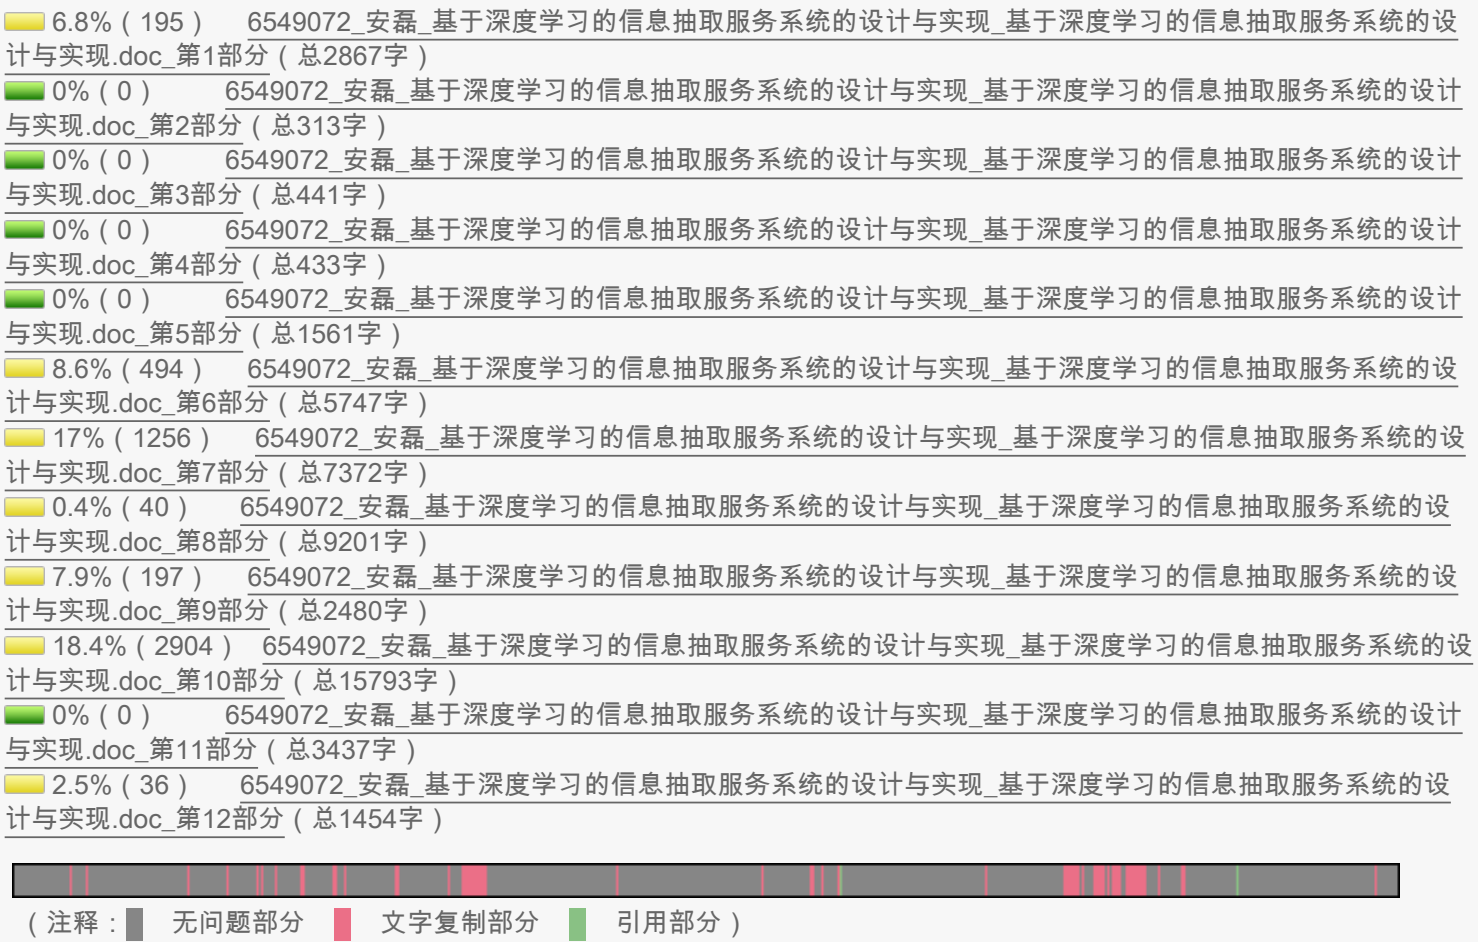 6.8%（195） 6549072_安磊_基于深度学习的信息抽取服务系统的设计与实现_基于深度学习的信息抽取服务系统的设
计与实现.doc_第1部分（总2867字）
0%（0） 6549072_安磊_基于深度学习的信息抽取服务系统的设计与实现_基于深度学习的信息抽取服务系统的设计
与实现.doc_第2部分（总313字）
0%（0） 6549072_安磊_基于深度学习的信息抽取服务系统的设计与实现_基于深度学习的信息抽取服务系统的设计
与实现.doc_第3部分（总441字）
0%（0） 6549072_安磊_基于深度学习的信息抽取服务系统的设计与实现_基于深度学习的信息抽取服务系统的设计
与实现.doc_第4部分（总433字）
0%（0） 6549072_安磊_基于深度学习的信息抽取服务系统的设计与实现_基于深度学习的信息抽取服务系统的设计
与实现.doc_第5部分（总1561字）
8.6%（494） 6549072_安磊_基于深度学习的信息抽取服务系统的设计与实现_基于深度学习的信息抽取服务系统的设
计与实现.doc_第6部分（总5747字）
17%（1256） 6549072_安磊_基于深度学习的信息抽取服务系统的设计与实现_基于深度学习的信息抽取服务系统的设
计与实现.doc_第7部分（总7372字）
0.4%（40） 6549072_安磊_基于深度学习的信息抽取服务系统的设计与实现_基于深度学习的信息抽取服务系统的设
计与实现.doc_第8部分（总9201字）
7.9%（197） 6549072_安磊_基于深度学习的信息抽取服务系统的设计与实现_基于深度学习的信息抽取服务系统的设
计与实现.doc_第9部分（总2480字）
18.4%（2904） 6549072_安磊_基于深度学习的信息抽取服务系统的设计与实现_基于深度学习的信息抽取服务系统的设
计与实现.doc_第10部分（总15793字）
0%（0） 6549072_安磊_基于深度学习的信息抽取服务系统的设计与实现_基于深度学习的信息抽取服务系统的设计
与实现.doc_第11部分（总3437字）
2.5%（36） 6549072_安磊_基于深度学习的信息抽取服务系统的设计与实现_基于深度学习的信息抽取服务系统的设
计与实现.doc_第12部分（总1454字）
（注释： 无问题部分 文字复制部分 引用部分）